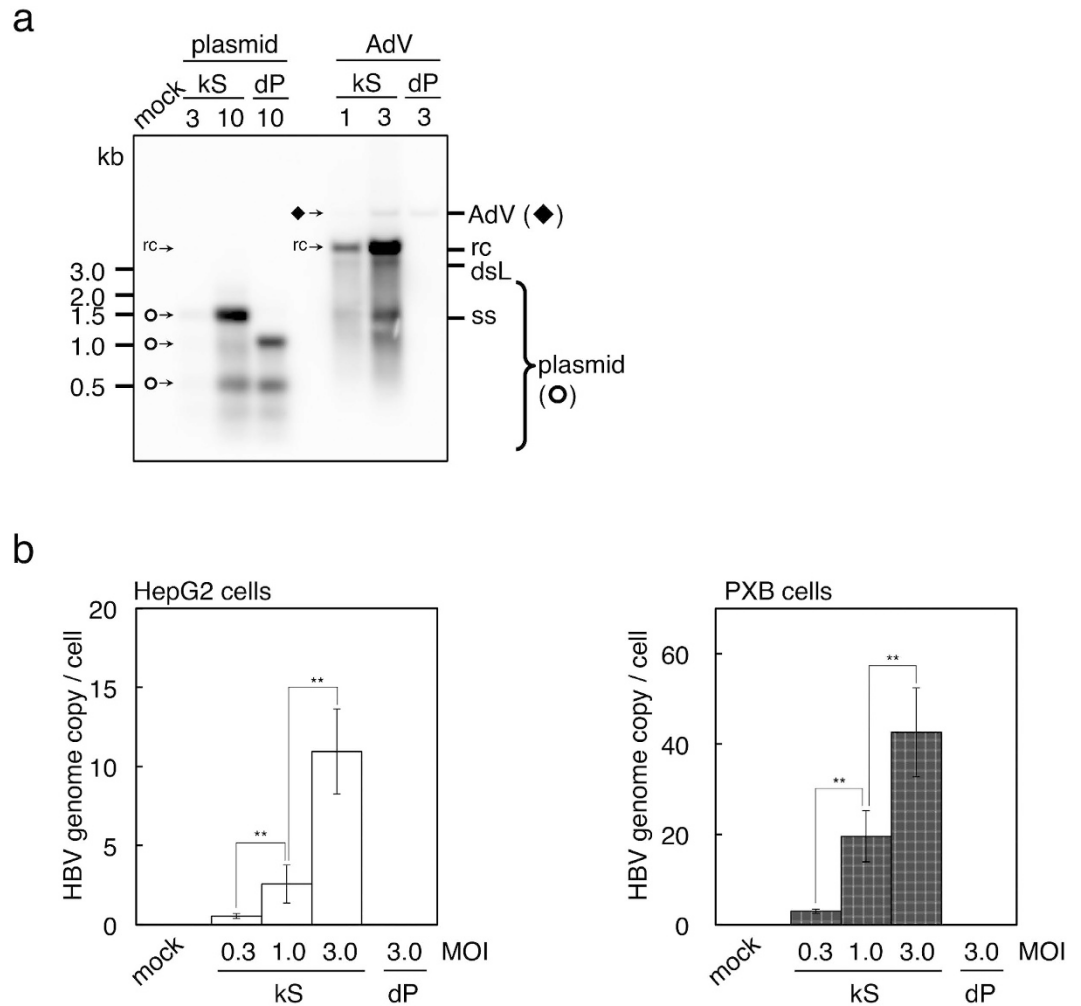 a
plasmid AdV
mock kS dP kS dP
3 10 10 1 3 3
kb
◆→ AdV (◆)
rc→ rc→ rc
3.0 dsL
2.0
1.5 o→ ss
1.0 o→
plasmid
0.5 o→ (o)
b
HepG2 cells
HBV genome copy / cell
20
15
10
5
0
**
**
mock 0.3 1.0 3.0 3.0 MOI
kS dP
PXB cells
HBV genome copy / cell
60
40
20
0
**
**
mock 0.3 1.0 3.0 3.0 MOI
kS dP